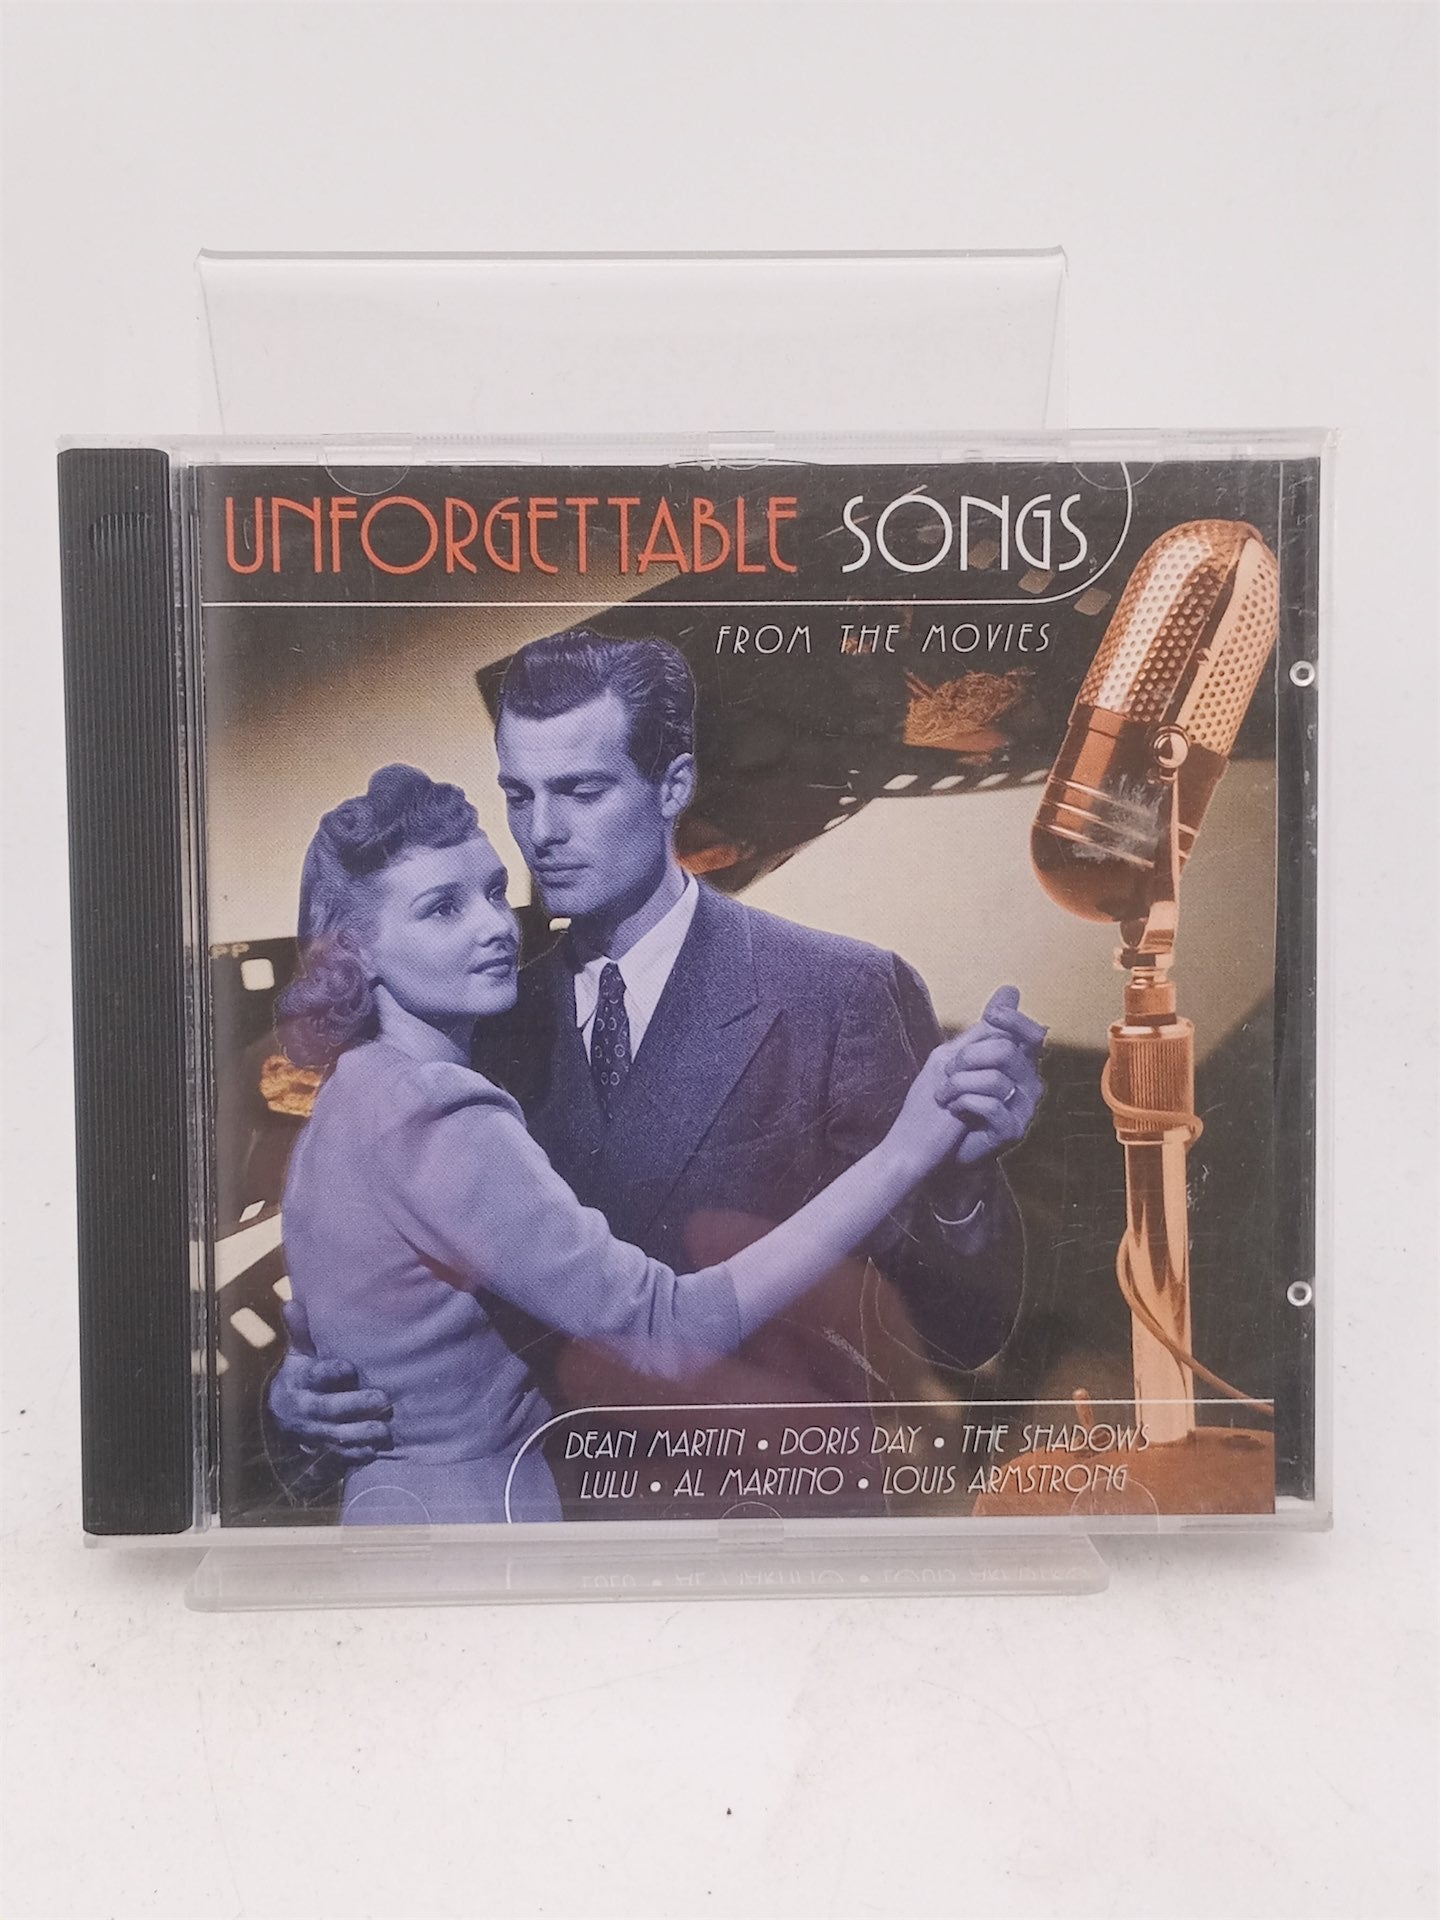 UNFORGETTABLE SONGS
FROM THE MOVIES
DEAN MARTIN • DORIS DAY • THE SHADOWS
LULU • AL MARTINO • LOUIS ARMSTRONG